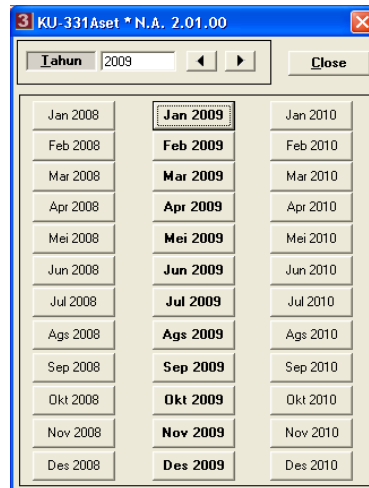 3 KU-331Aset * N.A. 2.01.00
Tahun 2009 Close
Jan 2008 Jan 2009 Jan 2010
Feb 2008 Feb 2009 Feb 2010
Mar 2008 Mar 2009 Mar 2010
Apr 2008 Apr 2009 Apr 2010
Mei 2008 Mei 2009 Mei 2010
Jun 2008 Jun 2009 Jun 2010
Jul 2008 Jul 2009 Jul 2010
Ags 2008 Ags 2009 Ags 2010
Sep 2008 Sep 2009 Sep 2010
Okt 2008 Okt 2009 Okt 2010
Nov 2008 Nov 2009 Nov 2010
Des 2008 Des 2009 Des 2010